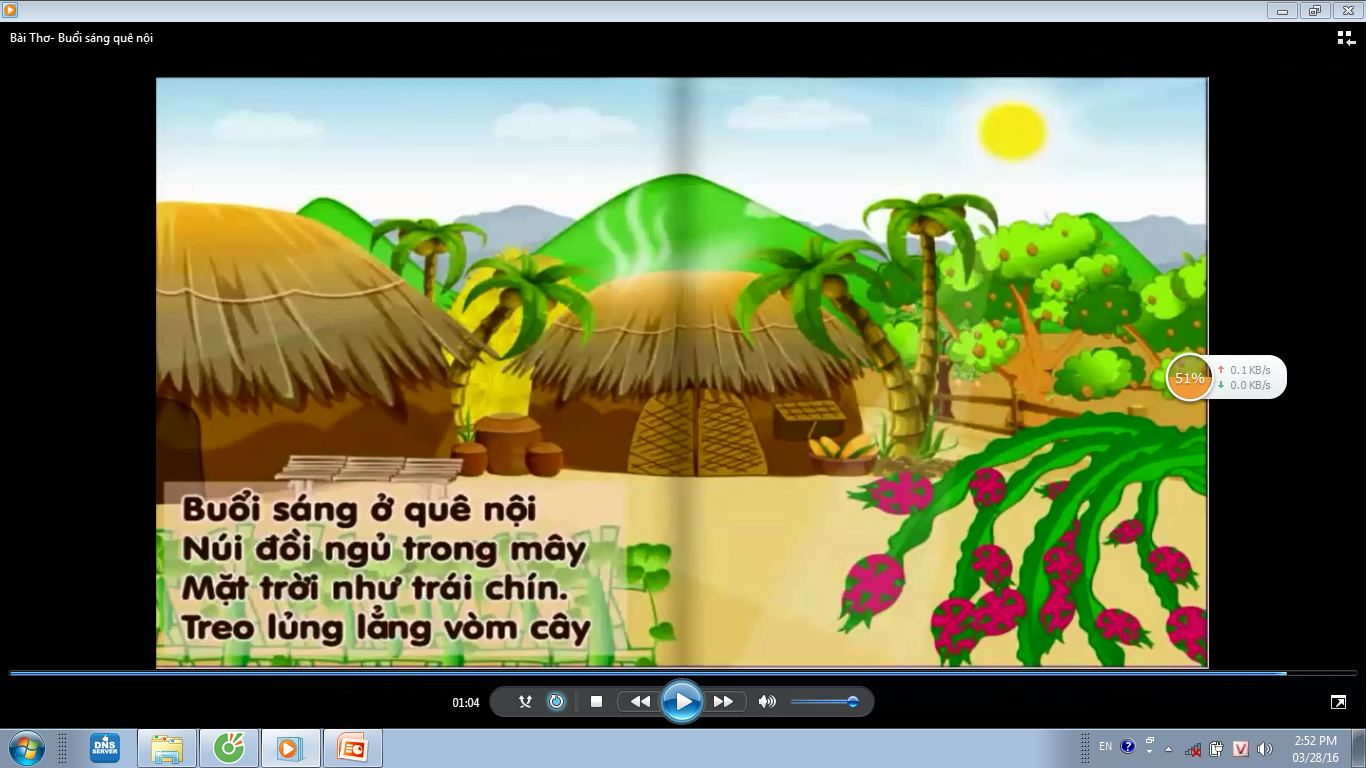 Bài Thơ- Buổi sáng quê nội
51%
0.1 KB/s
0.0 KB/s
Buổi sáng ở quê nội
Núi đồi ngủ trong mây
Mặt trời như trái chín.
Treo lủng lẳng vòm cây
01:04
DNS
SERVER
EN
2:52 PM
03/28/16